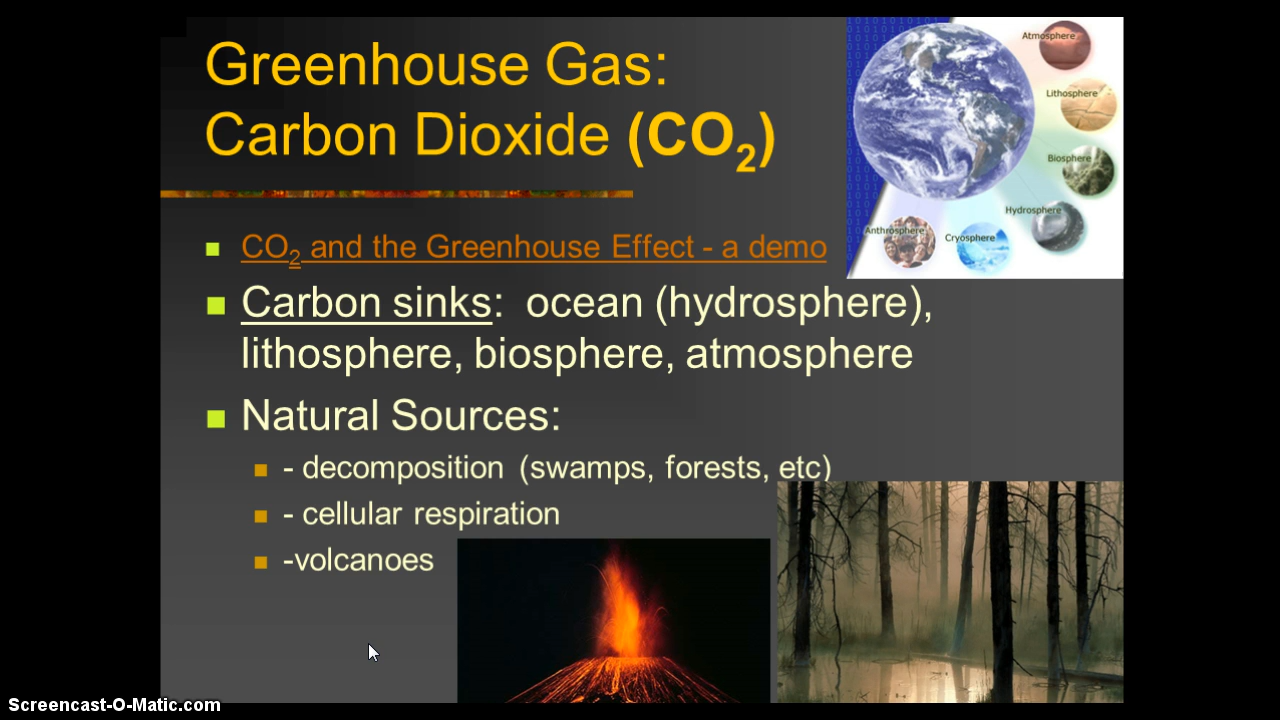 Greenhouse Gas:
Carbon Dioxide (CO₂)
Atmosphere
Lithosphere
Biosphere
Hydrosphere
Cryosphere
Anthrosphere
CO₂ and the Greenhouse Effect - a demo
Carbon sinks: ocean (hydrosphere),
lithosphere, biosphere, atmosphere
Natural Sources:
- decomposition (swamps, forests, etc)
- cellular respiration
-volcanoes
Screencast-O-Matic.com